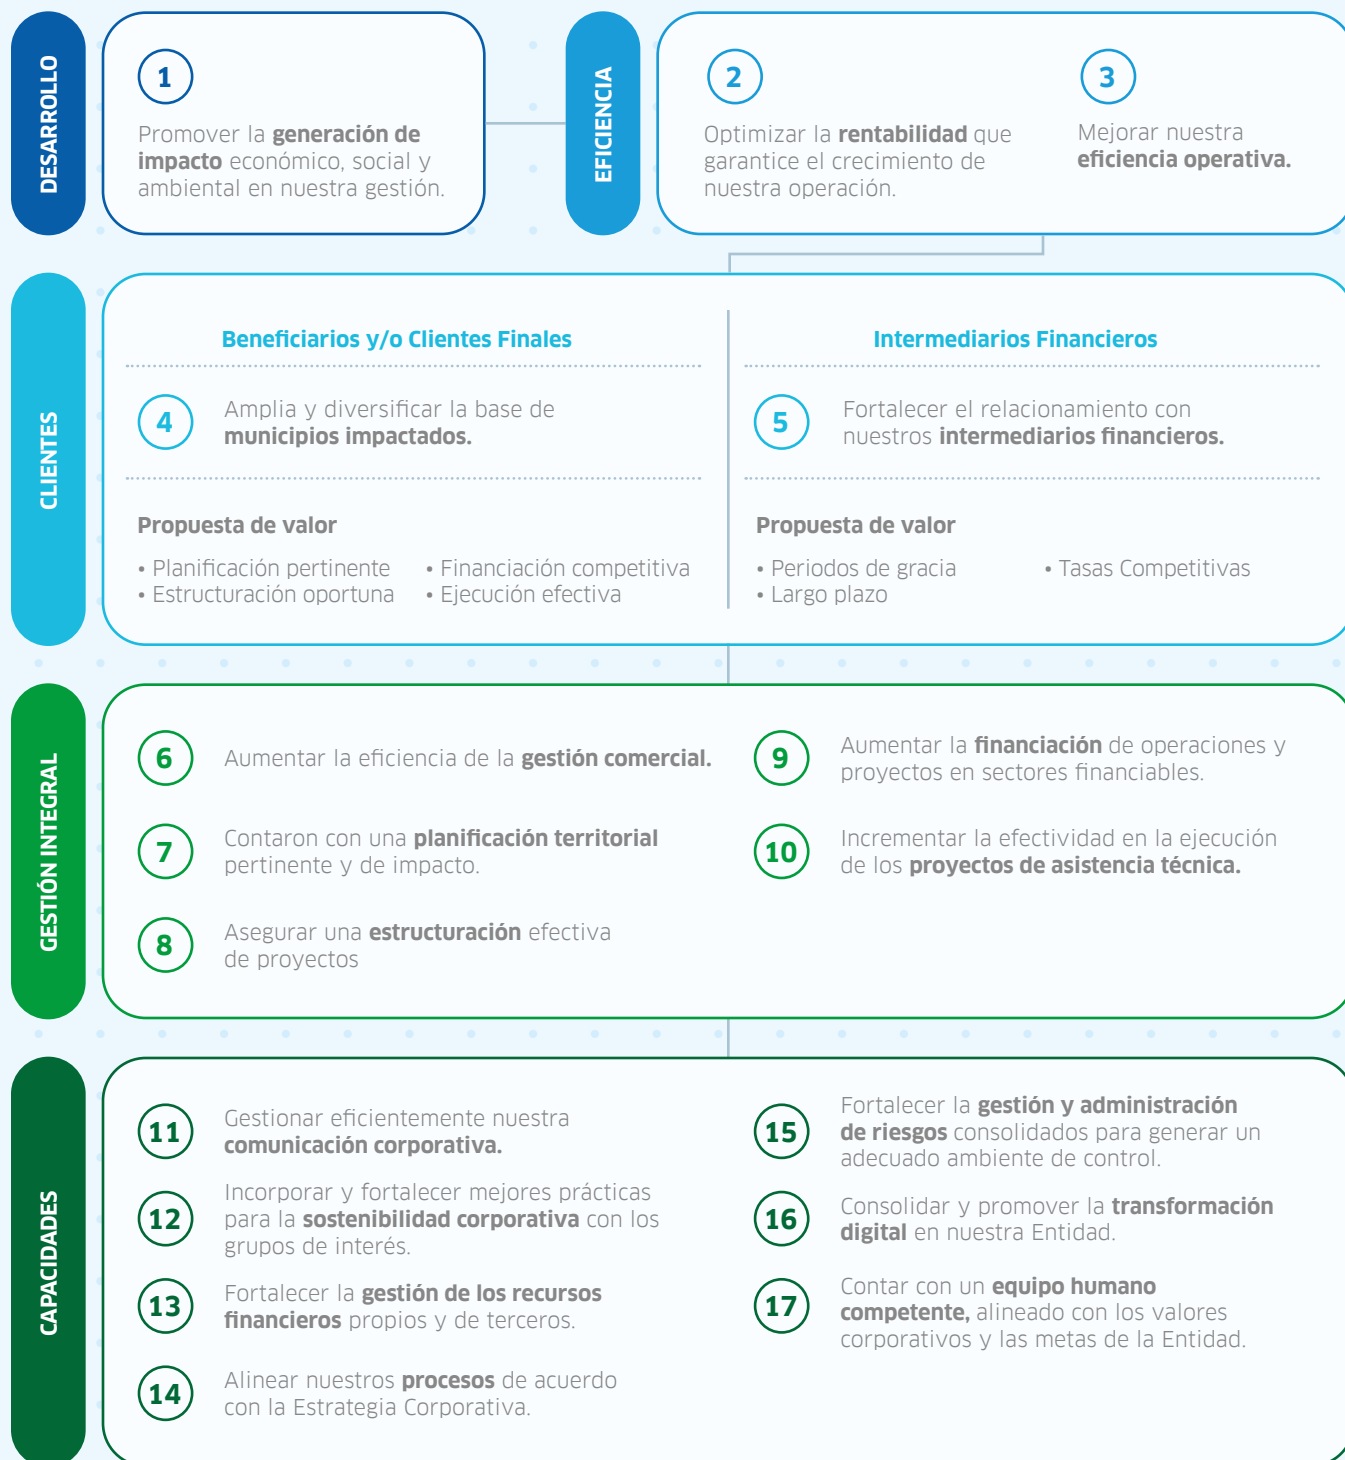 DESARROLLO
1
Promover la generación de
impacto económico, social y
ambiental en nuestra gestión.
EFICIENCIA
2
Optimizar la rentabilidad que
garantice el crecimiento de
nuestra operación.
3
Mejorar nuestra
eficiencia operativa.
CLIENTES
Beneficiarios y/o Clientes Finales
4
Amplia y diversificar la base de
municipios impactados.
Propuesta de valor
• Planificación pertinente
• Estructuración oportuna
• Financiación competitiva
• Ejecución efectiva
Intermediarios Financieros
5
Fortalecer el relacionamiento con
nuestros intermediarios financieros.
Propuesta de valor
• Periodos de gracia
• Largo plazo
• Tasas Competitivas
GESTIÓN INTEGRAL
6
Aumentar la eficiencia de la gestión comercial.
7
Contaron con una planificación territorial
pertinente y de impacto.
8
Asegurar una estructuración efectiva
de proyectos
9
Aumentar la financiación de operaciones y
proyectos en sectores financiables.
10
Incrementar la efectividad en la ejecución
de los proyectos de asistencia técnica.
CAPACIDADES
11
Gestionar eficientemente nuestra
comunicación corporativa.
12
Incorporar y fortalecer mejores prácticas
para la sostenibilidad corporativa con los
grupos de interés.
13
Fortalecer la gestión de los recursos
financieros propios y de terceros.
14
Alinear nuestros procesos de acuerdo
con la Estrategia Corporativa.
15
Fortalecer la gestión y administración
de riesgos consolidados para generar un
adecuado ambiente de control.
16
Consolidar y promover la transformación
digital en nuestra Entidad.
17
Contar con un equipo humano
competente, alineado con los valores
corporativos y las metas de la Entidad.